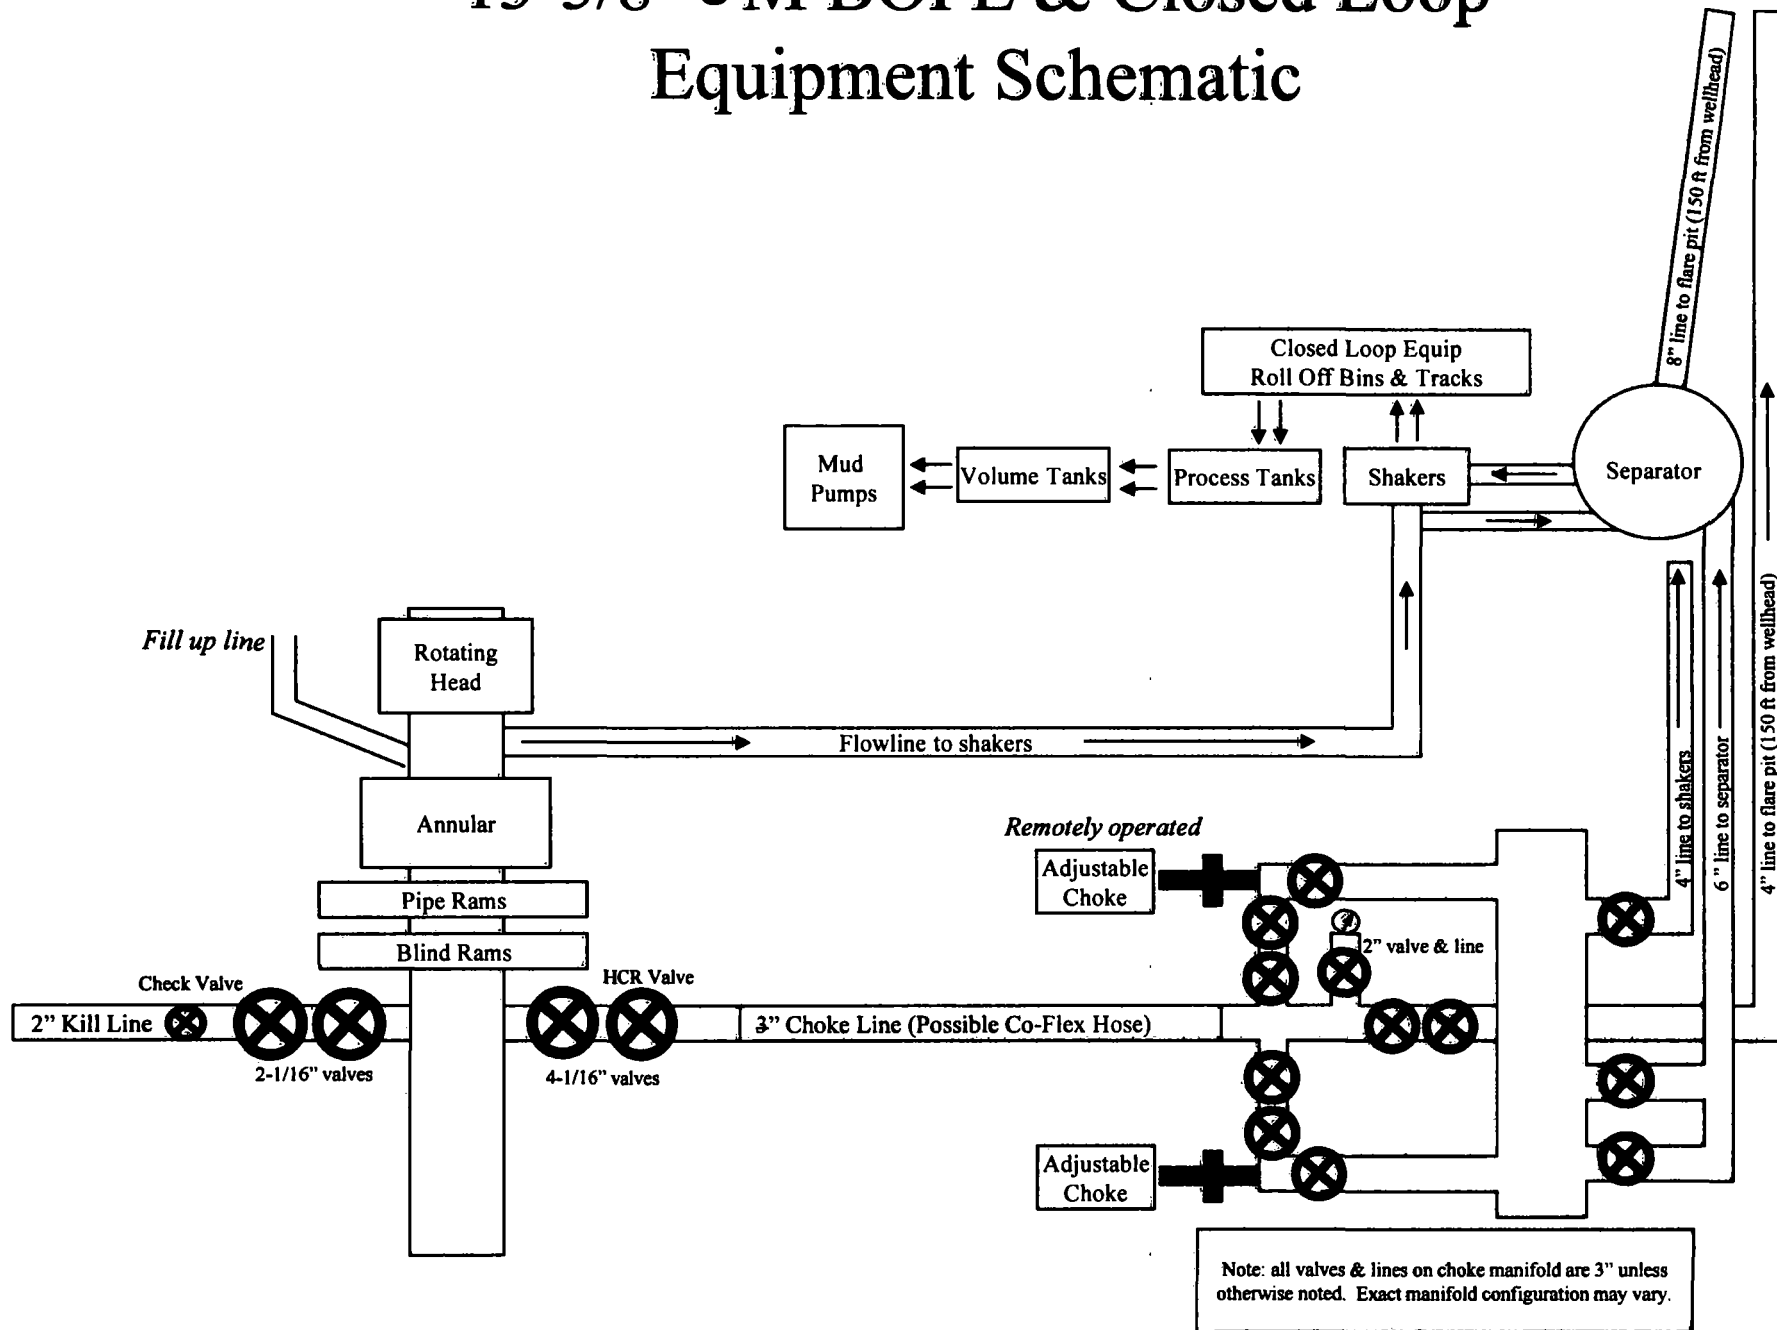 BOPE & Closed Loop
Equipment Schematic
8" line to flare pit (150 ft from wellhead)
Closed Loop Equip
Roll Off Bins & Tracks
Mud
Pumps
Volume Tanks
Process Tanks
Shakers
Separator
Fill up line
Rotating
Head
Flowline to shakers
Annular
Pipe Rams
Blind Rams
Check Valve
HCR Valve
2" Kill Line
3" Choke Line (Possible Co-Flex Hose)
2-1/16" valves
4-1/16" valves
Remotely operated
Adjustable
Choke
2" valve & line
Adjustable
Choke
4" line to shakers
6" line to separator
4" line to flare pit (150 ft from wellhead)
Note: all valves & lines on choke manifold are 3" unless
otherwise noted.  Exact manifold configuration may vary.